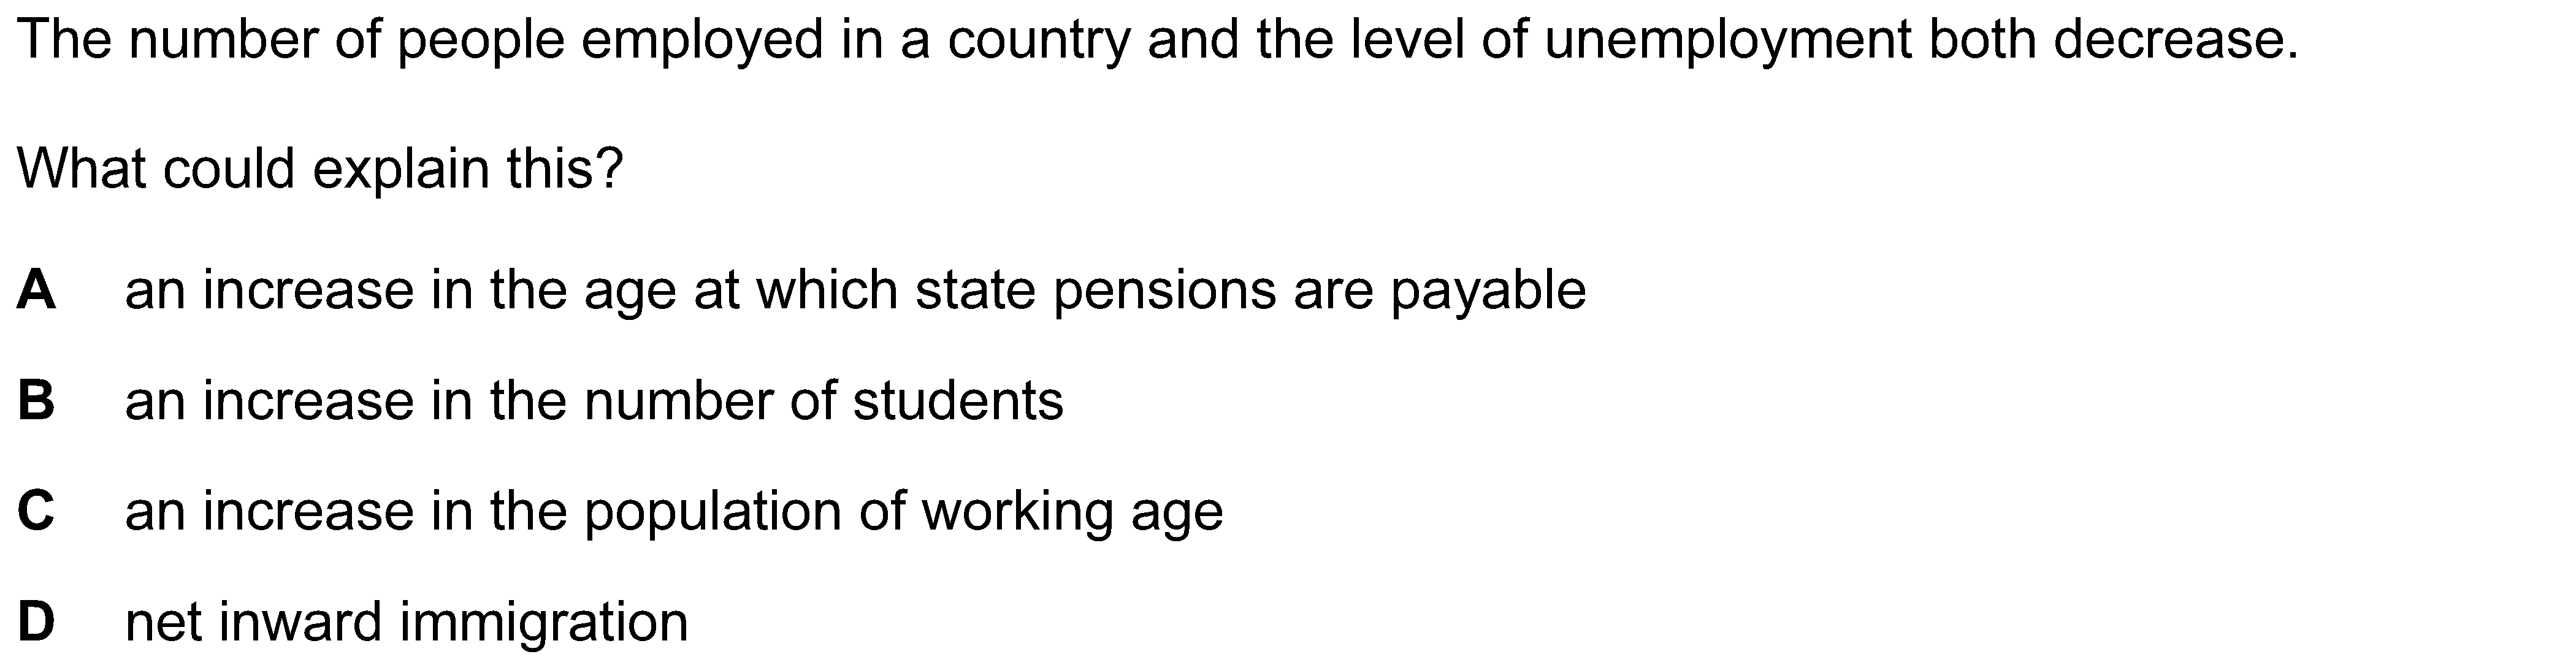 The number of people employed in a country and the level of unemployment both decrease.
What could explain this?
A an increase in the age at which state pensions are payable
B an increase in the number of students
C an increase in the population of working age
D net inward immigration